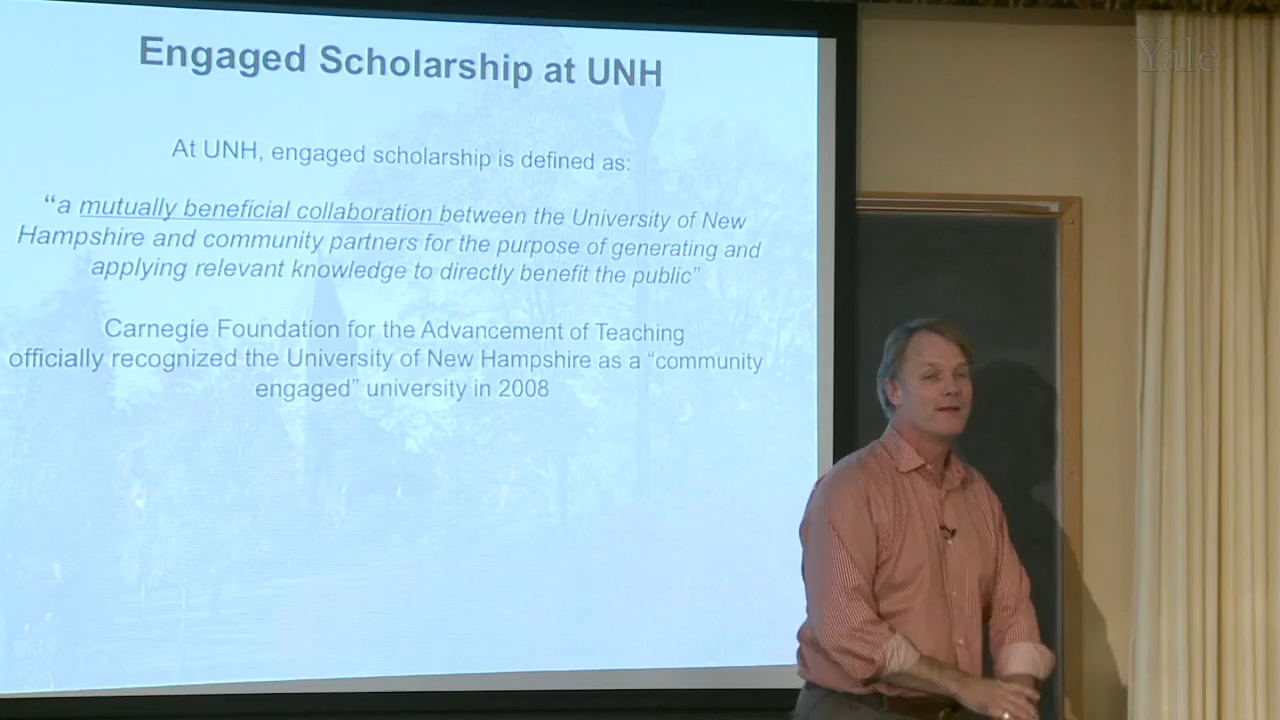 Engaged Scholarship at UNH
At UNH, engaged scholarship is defined as:
“a mutually beneficial collaboration between the University of New
Hampshire and community partners for the purpose of generating and
applying relevant knowledge to directly benefit the public”
Carnegie Foundation for the Advancement of Teaching
officially recognized the University of New Hampshire as a “community
engaged” university in 2008
Yale